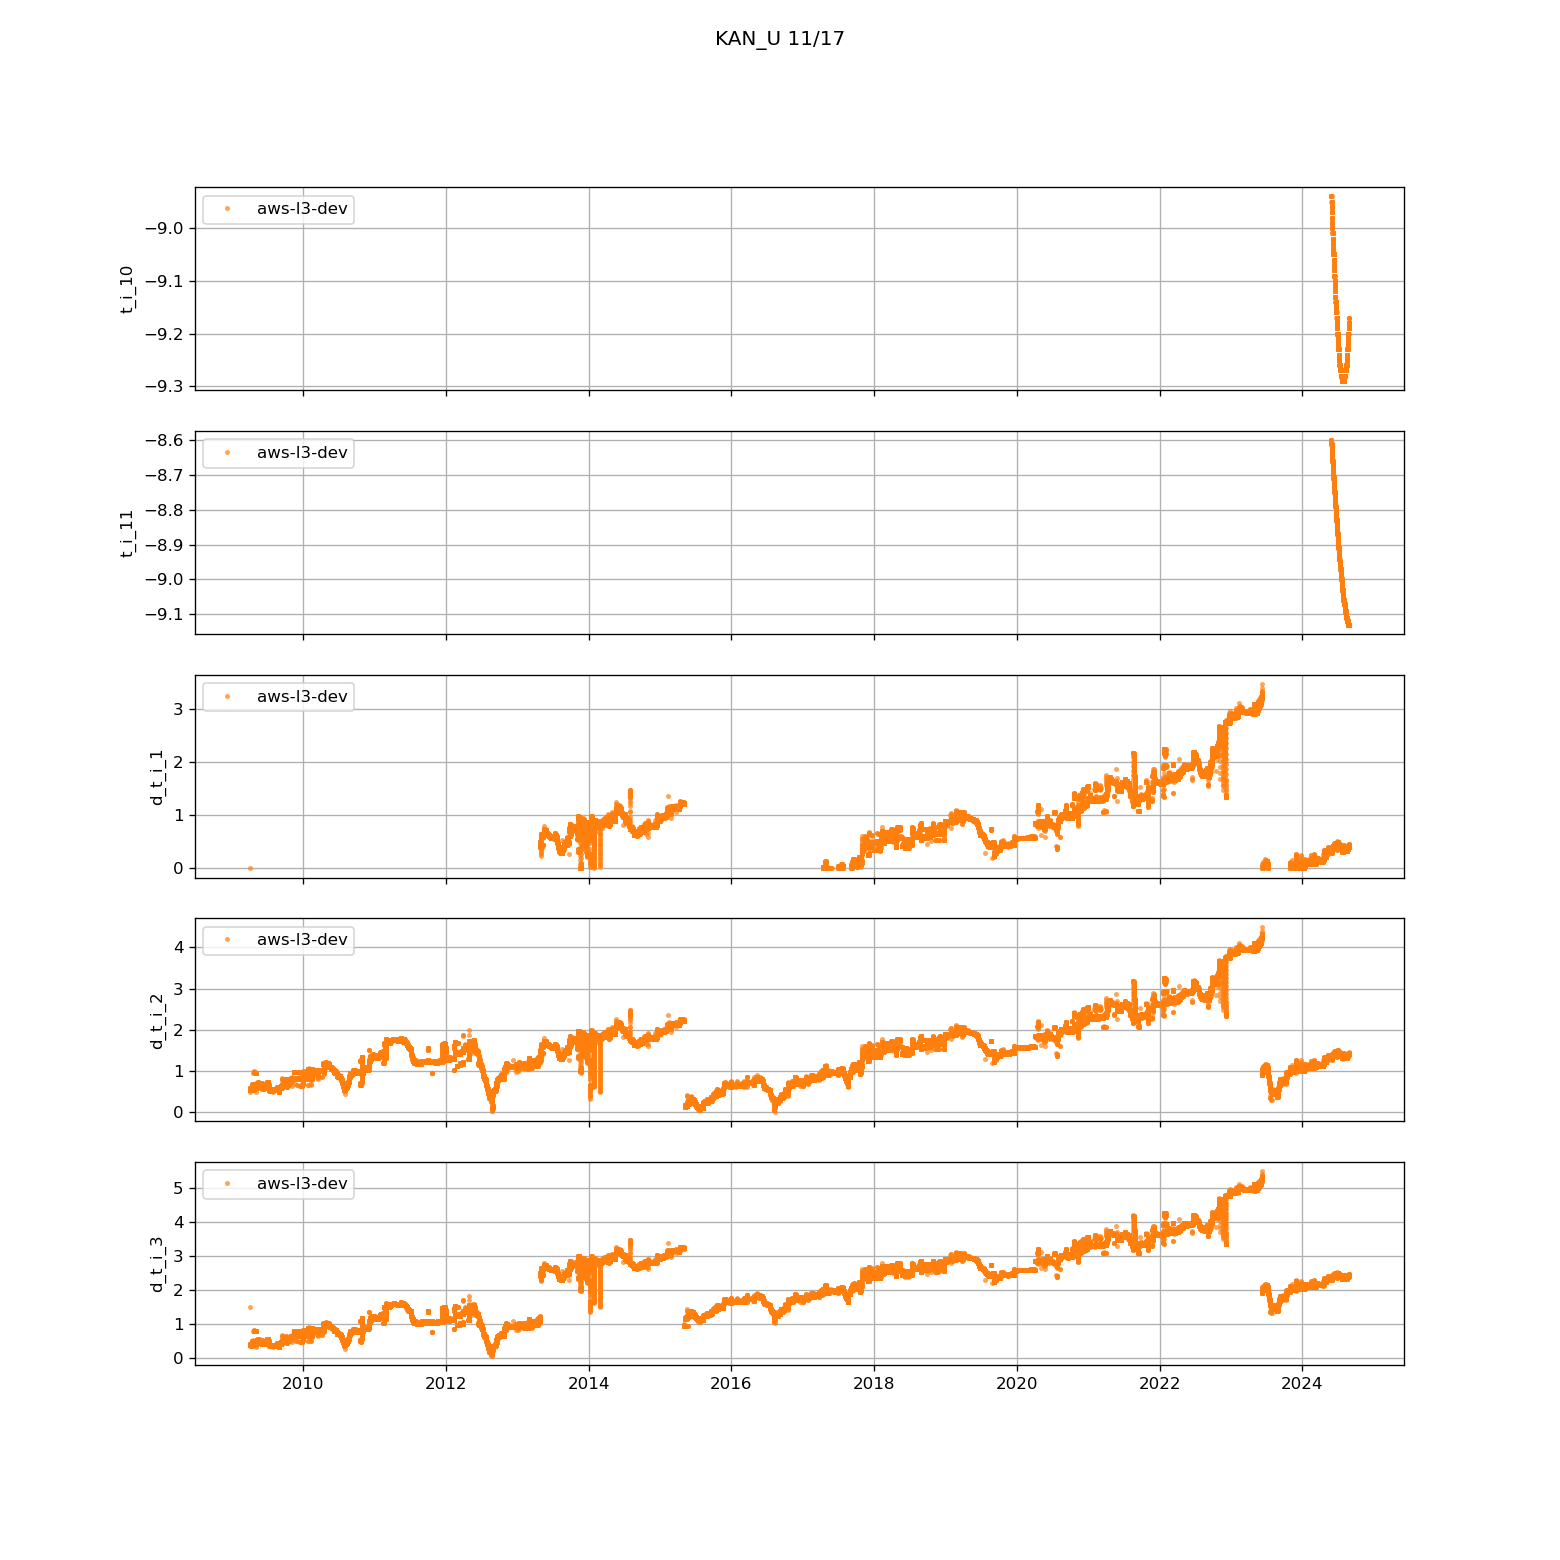 KAN_U 11/17
aws-l3-dev
−9.0
−9.1
−9.2
−9.3
t_i_10
aws-l3-dev
−8.6
−8.7
−8.8
−8.9
−9.0
−9.1
t_i_11
aws-l3-dev
3
2
1
0
d_t_i_1
aws-l3-dev
4
3
2
1
0
d_t_i_2
aws-l3-dev
5
4
3
2
1
0
d_t_i_3
2010 2012 2014 2016 2018 2020 2022 2024